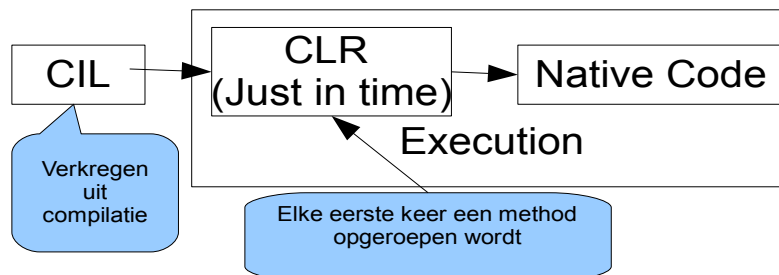 CIL
CLR
(Just in time)
Native Code
Execution
Verkregen
uit
compilatie
Elke eerste keer een method
opgeroepen wordt